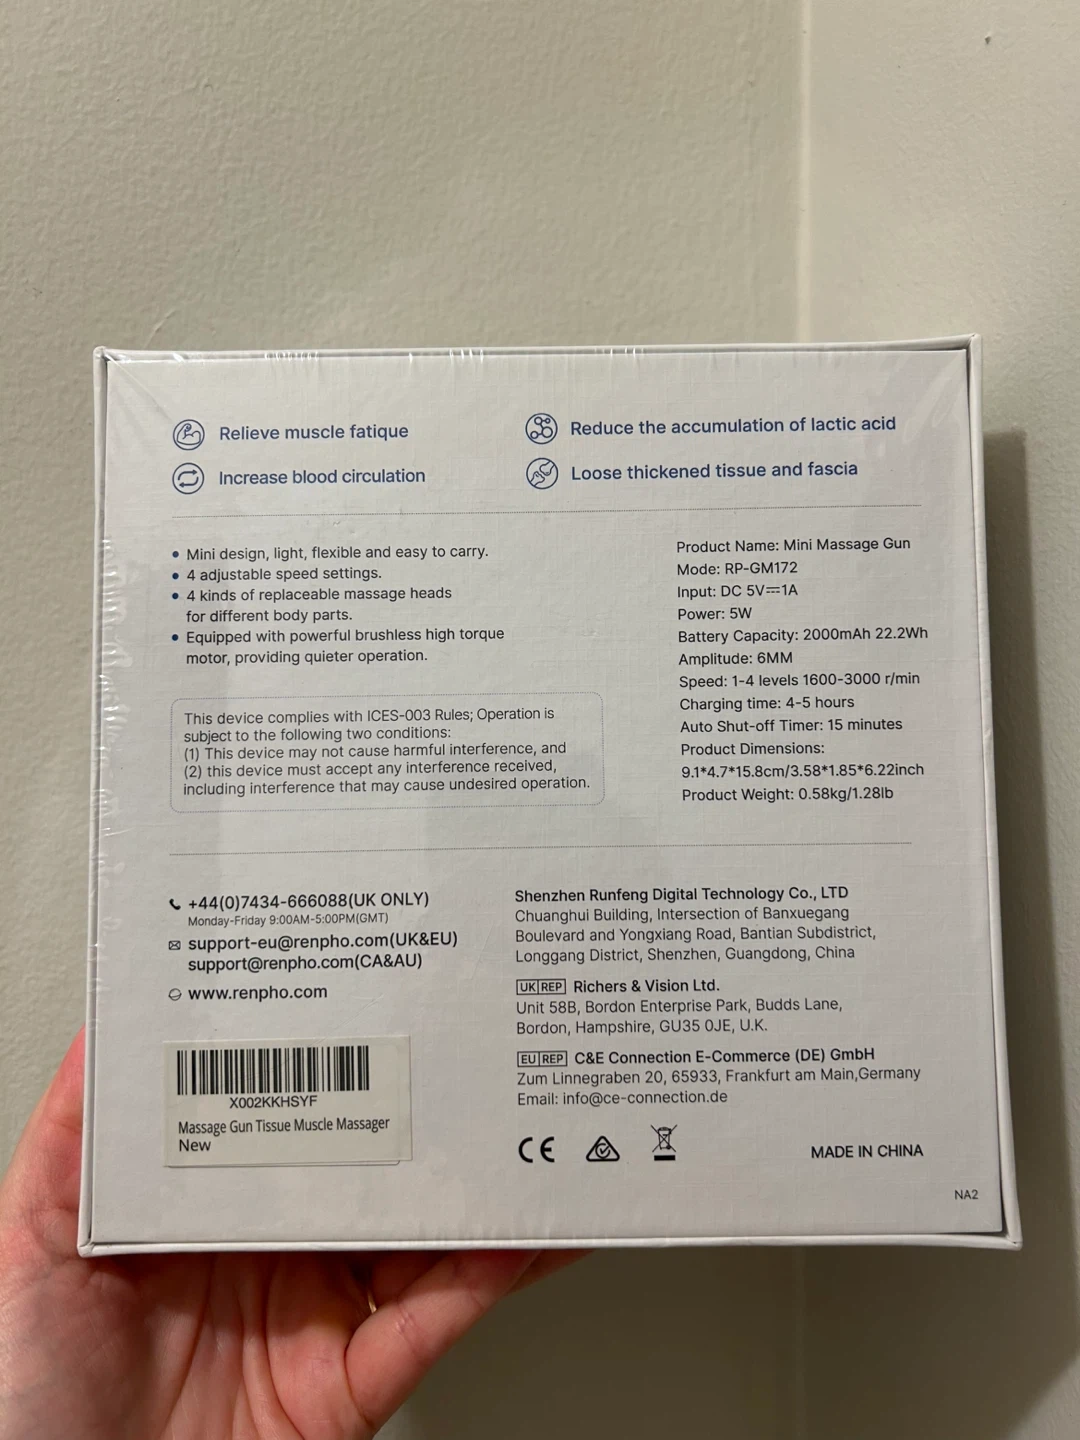 Relieve muscle fatique
Reduce the accumulation of lactic acid
Increase blood circulation
Loose thickened tissue and fascia
• Mini design, light, flexible and easy to carry.
• 4 adjustable speed settings.
• 4 kinds of replaceable massage heads
for different body parts.
• Equipped with powerful brushless high torque
motor, providing quieter operation.
This device complies with ICES-003 Rules; Operation is
subject to the following two conditions:
(1) This device may not cause harmful interference, and
(2) this device must accept any interference received,
including interference that may cause undesired operation.
Product Name: Mini Massage Gun
Mode: RP-GM172
Input: DC 5V⎓1A
Power: 5W
Battery Capacity: 2000mAh 22.2Wh
Amplitude: 6MM
Speed: 1-4 levels 1600-3000 r/min
Charging time: 4-5 hours
Auto Shut-off Timer: 15 minutes
Product Dimensions:
9.1*4.7*15.8cm/3.58*1.85*6.22inch
Product Weight: 0.58kg/1.28lb
+44(0)7434-666088(UK ONLY)
Monday-Friday 9:00AM-5:00PM(GMT)
support-eu@renpho.com(UK&EU)
support@renpho.com(CA&AU)
www.renpho.com
X002KKHSYF
Massage Gun Tissue Muscle Massager
New
Shenzhen Runfeng Digital Technology Co., LTD
Chuanghui Building, Intersection of Banxuegang
Boulevard and Yongxiang Road, Bantian Subdistrict,
Longgang District, Shenzhen, Guangdong, China
UK REP Richers & Vision Ltd.
Unit 58B, Bordon Enterprise Park, Budds Lane,
Bordon, Hampshire, GU35 0JE, U.K.
EU REP C&E Connection E-Commerce (DE) GmbH
Zum Linnegraben 20, 65933, Frankfurt am Main,Germany
Email: info@ce-connection.de
CE
MADE IN CHINA
NA2